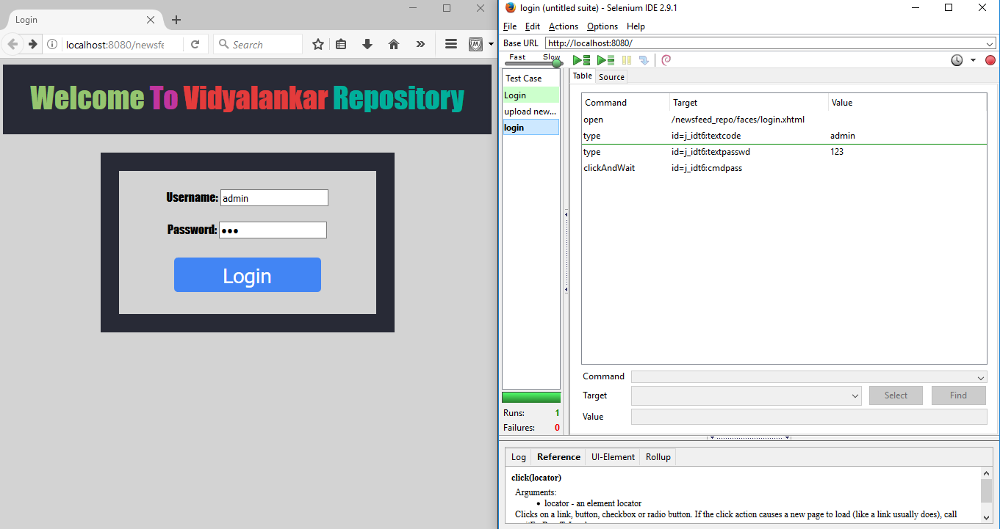 Login
localhost:8080/newsfe
Search
Welcome To Vidyalankar Repository
Username: admin
Password:
Login
login (untitled suite) - Selenium IDE 2.9.1
File Edit Actions Options Help
Base URL http://localhost:8080/
Fast Slow
Test Case
Login
upload new...
login
Runs: 1
Failures: 0
Table Source
Command Target Value
open /newsfeed_repo/faces/login.xhtml
type id=j_idt6:textcode admin
type id=j_idt6:textpasswd 123
clickAndWait id=j_idt6:cmdpass
Command
Target Select Find
Value
Log Reference UI-Element Rollup
click(locator)
Arguments:
• locator - an element locator
Clicks on a link, button, checkbox or radio button. If the click action causes a new page to load (like a link usually does), call